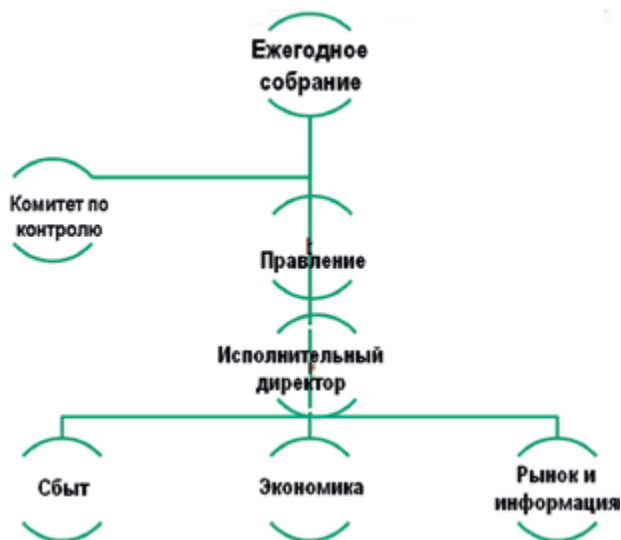 Ежегодное
собрание
Комитет по
контролю
Правление
Исполнительный
директор
Сбыт
Экономика
Рынок и
информация